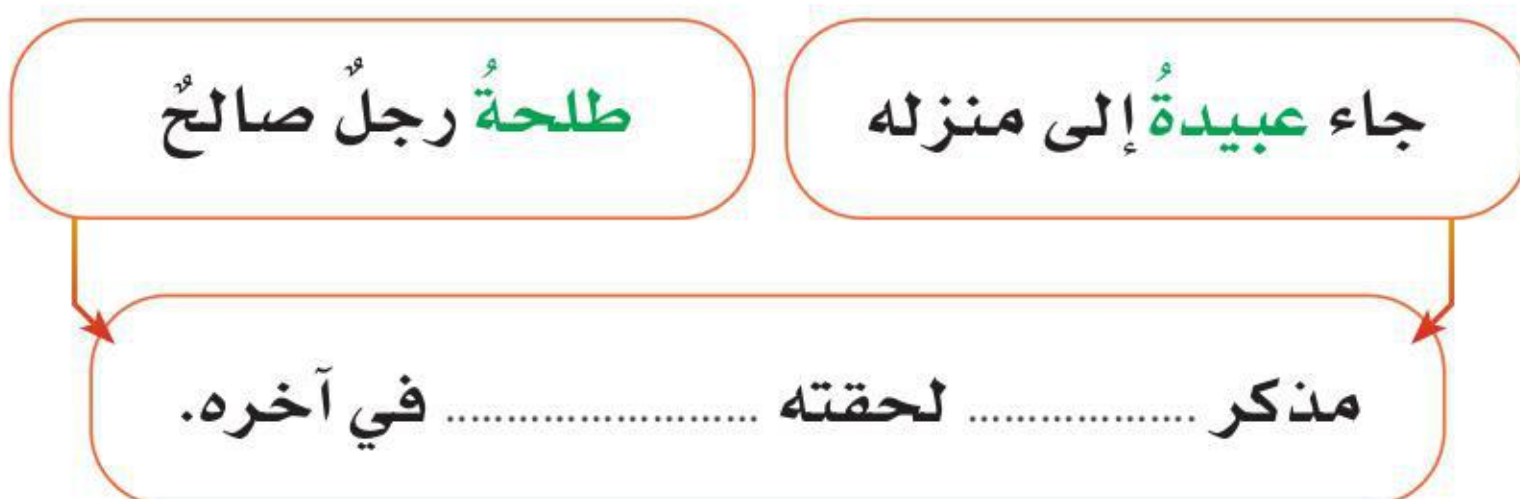 جاء عبيدةُ إلى منزله
طلحةُ رجلٌ صالحٌ
مذكر ................... لحقته .......................... في آخره.